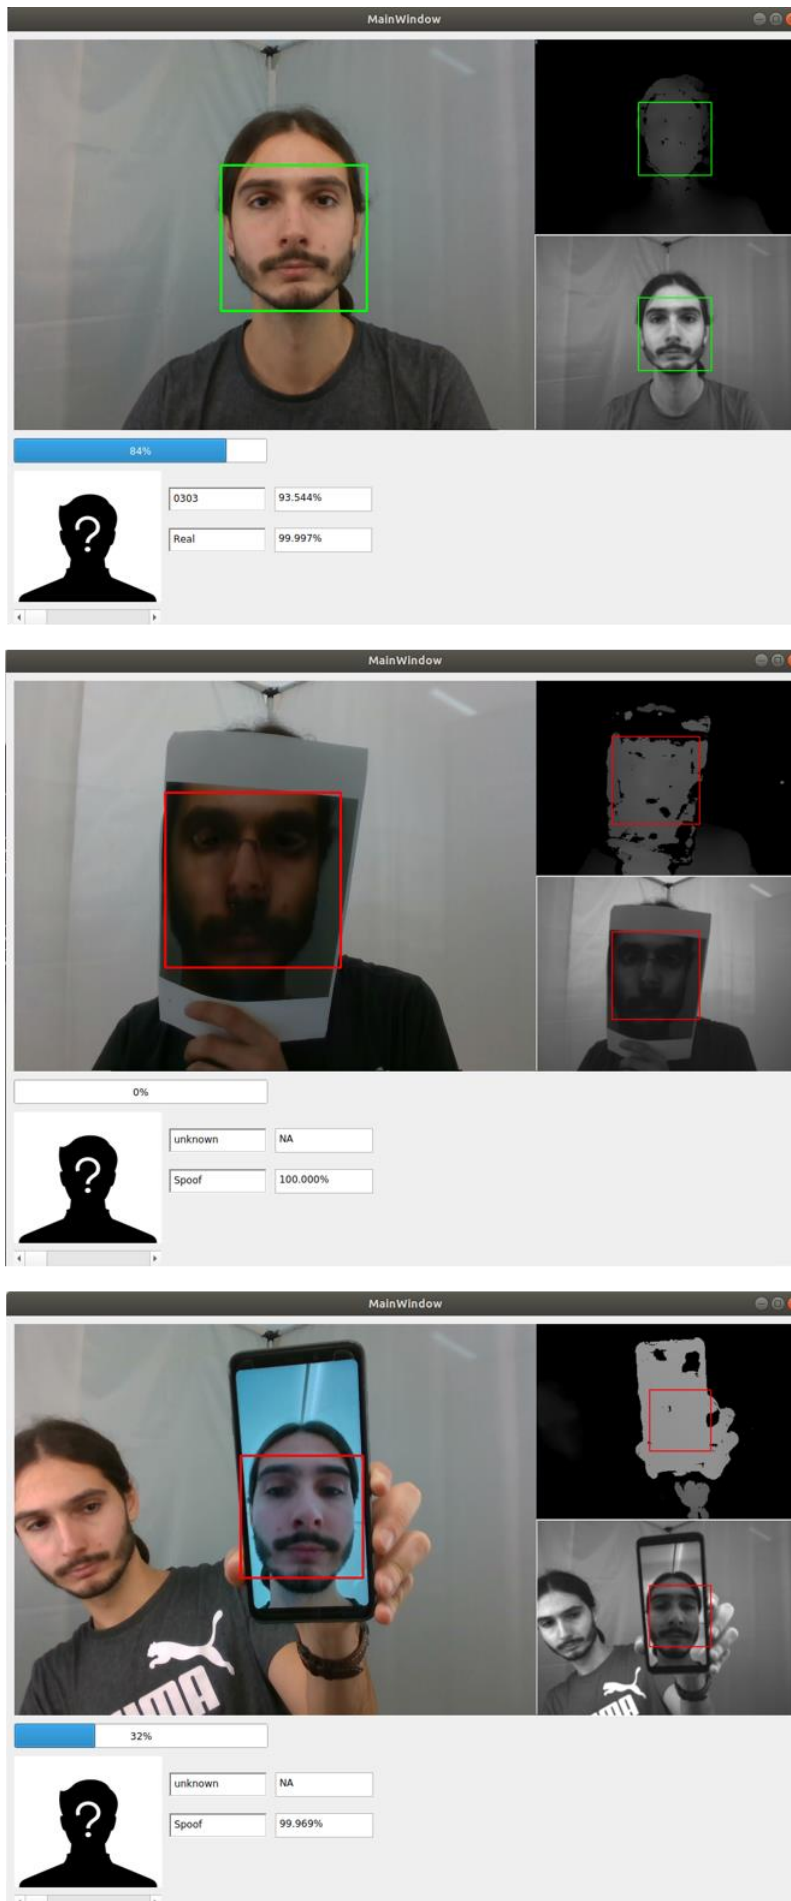 MainWindow
84%
0303 93.544%
Real 99.997%
?
MainWindow
0%
unknown NA
Spoof 100.000%
?
MainWindow
UMA
32%
unknown NA
Spoof 99.969%
?